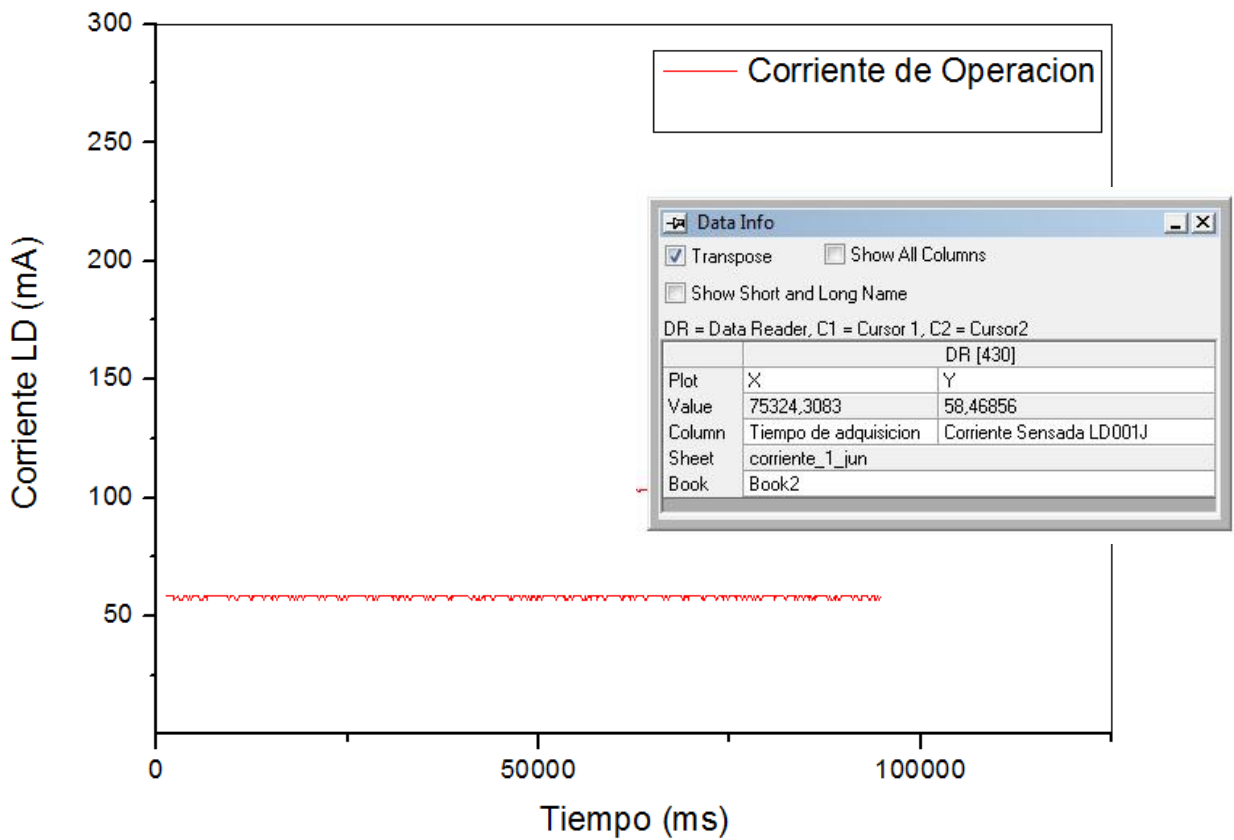 300
250
200
150
100
50
0
50000
100000
Corriente LD (mA)
Tiempo (ms)
Corriente de Operacion
Data Info
Transpose Show All Columns
Show Short and Long Name
DR = Data Reader, C1 = Cursor 1, C2 = Cursor2
DR [430]
Plot X Y
Value 75324,3083 58,46856
Column Tiempo de adquisicion Corriente Sensada LD001J
Sheet corriente_1_jun
Book Book2